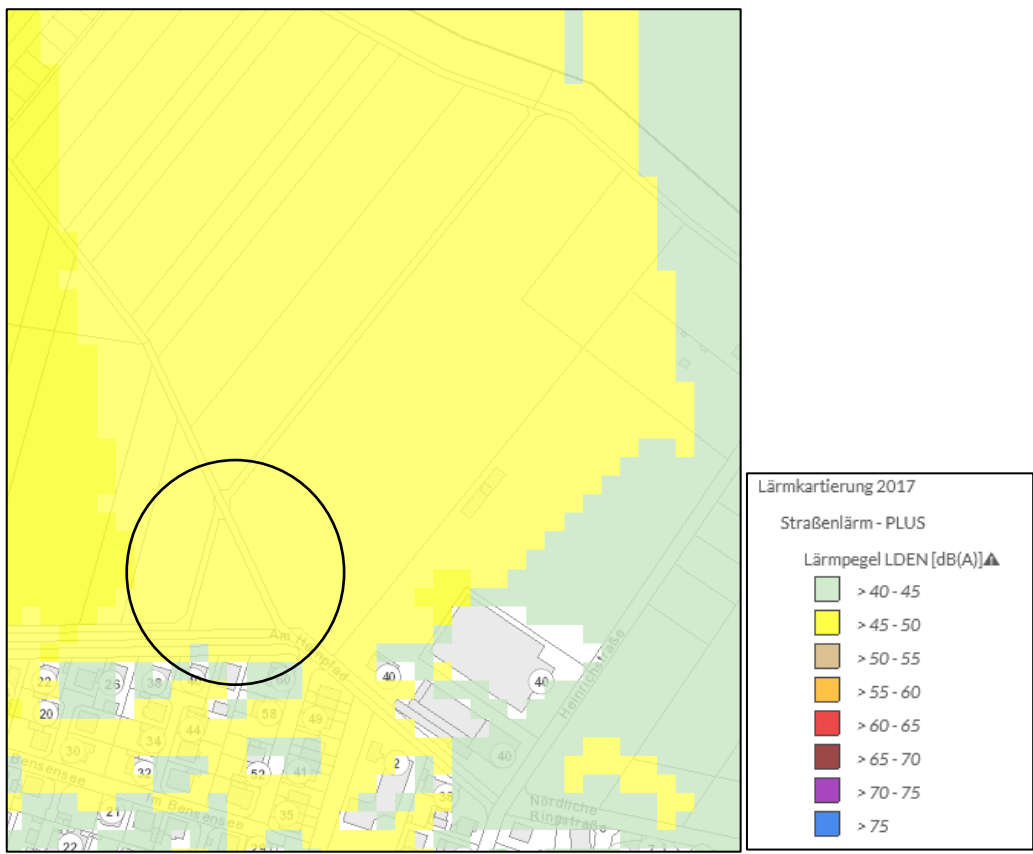 Am H
pfad
22
26
38
40
40
20
58
49
44
34
30
32
52
41
2
40
Heinrichstraße
Bensensee
Im Bensensee
21
35
38
Nördliche
Ringstraße
22
29
Lärmkartierung 2017
Straßenlärm - PLUS
Lärmpegel LDEN [dB(A)]⚠
> 40 - 45
> 45 - 50
> 50 - 55
> 55 - 60
> 60 - 65
> 65 - 70
> 70 - 75
> 75